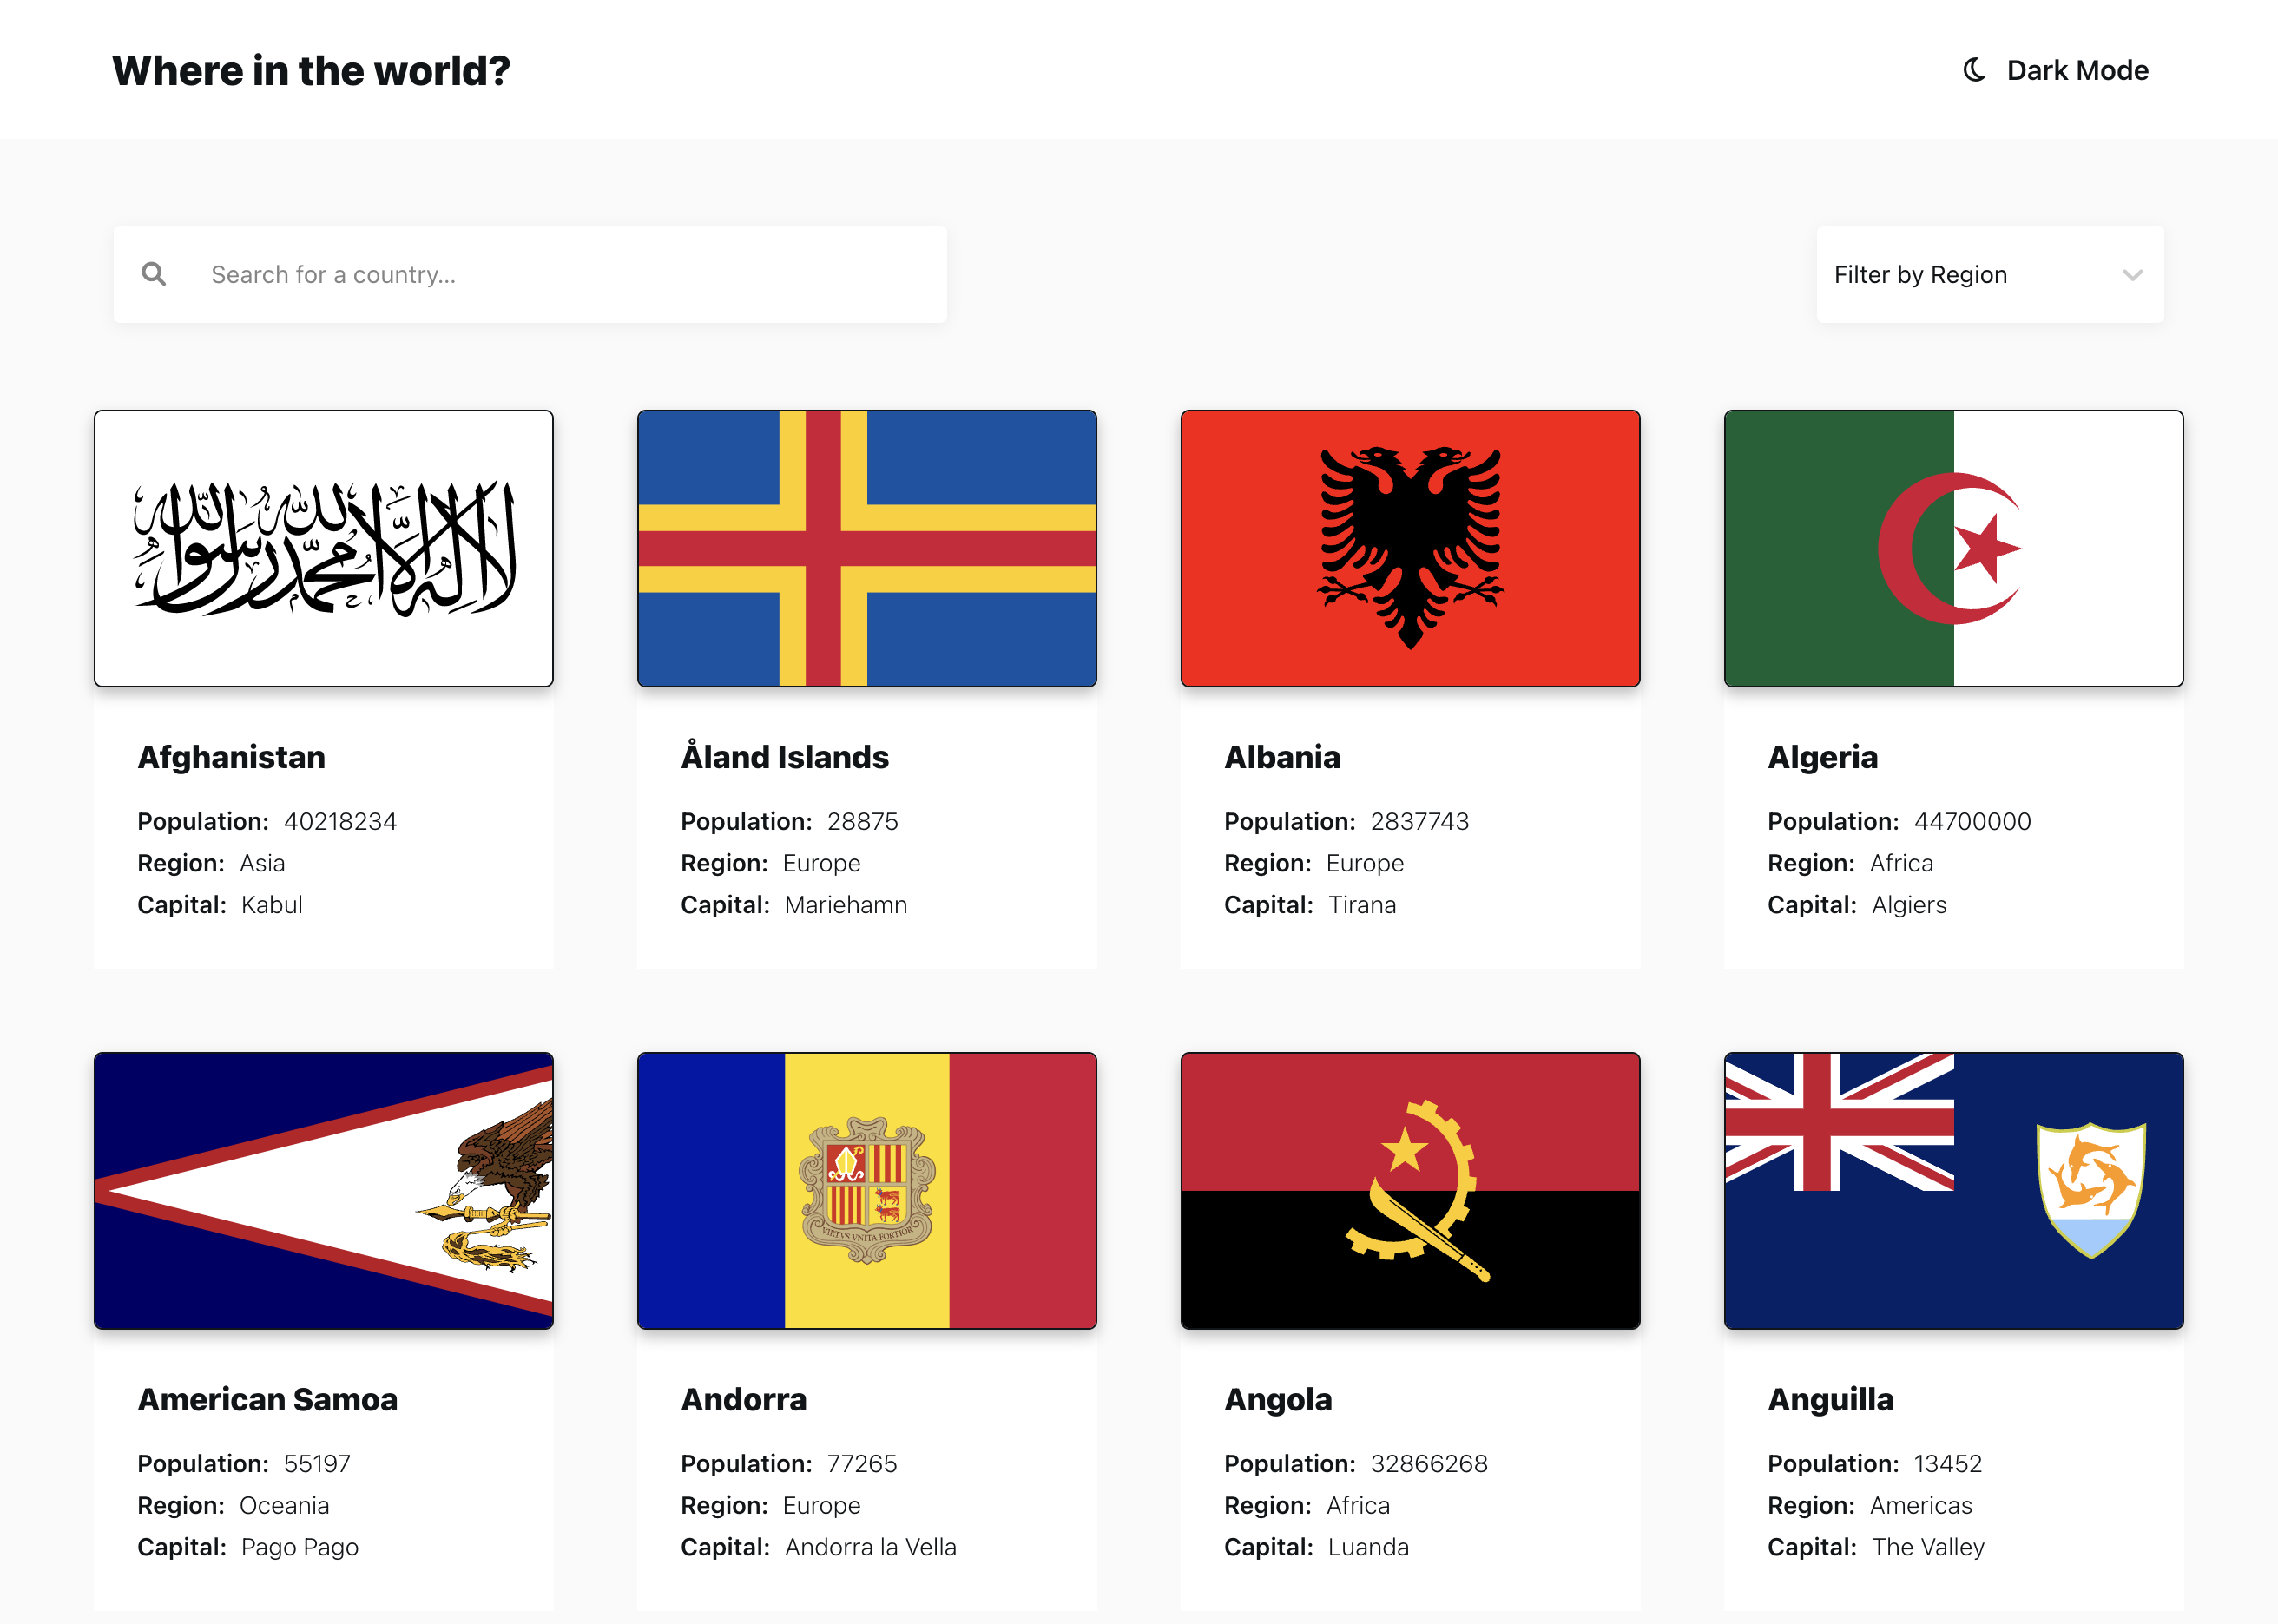 Where in the world?
Dark Mode
Search for a country...
Filter by Region
لا إله إلا الله محمد رسول الله
Afghanistan
Population: 40218234
Region: Asia
Capital: Kabul
Åland Islands
Population: 28875
Region: Europe
Capital: Mariehamn
Albania
Population: 2837743
Region: Europe
Capital: Tirana
Algeria
Population: 44700000
Region: Africa
Capital: Algiers
VIRTVS VNITA FORTIOR
American Samoa
Population: 55197
Region: Oceania
Capital: Pago Pago
Andorra
Population: 77265
Region: Europe
Capital: Andorra la Vella
Angola
Population: 32866268
Region: Africa
Capital: Luanda
Anguilla
Population: 13452
Region: Americas
Capital: The Valley